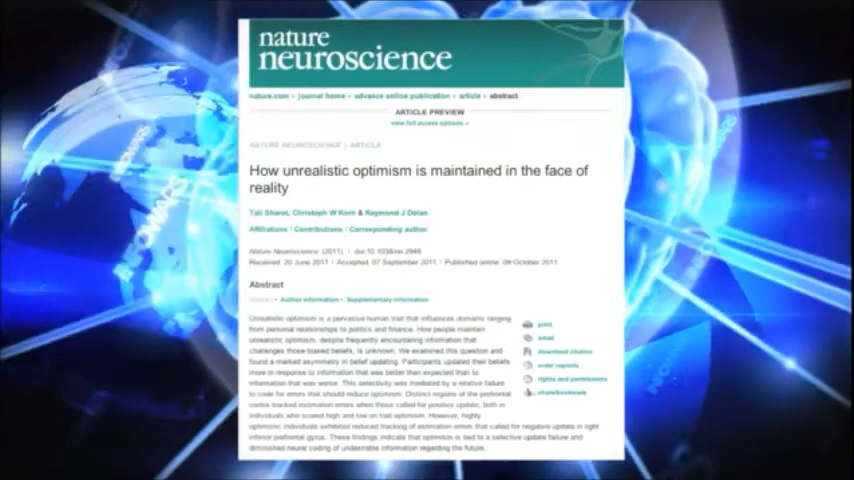 nature
neuroscience
nature.com » journal home » advance online publication » article » abstract
ARTICLE PREVIEW
view full access options »
NATURE NEUROSCIENCE | ARTICLE
How unrealistic optimism is maintained in the face of
reality
Tali Sharot, Christoph W Korn & Raymond J Dolan
Affiliations | Contributions | Corresponding author
Nature Neuroscience (2011) | doi:10.1038/nn.2949
Received 20 June 2011 | Accepted 07 September 2011 | Published online 09 October 2011
Abstract
• Author information • Supplementary information
Unrealistic optimism is a pervasive human trait that influences domains ranging
from personal relationships to politics and finance. How people maintain
unrealistic optimism, despite frequently encountering information that
challenges those biased beliefs, is unknown. We examined this question and
found a marked asymmetry in belief updating. Participants updated their beliefs
more in response to information that was better than expected than to
information that was worse. This selectivity was mediated by a relative failure
to code for errors that should reduce optimism. Distinct regions of the prefrontal
cortex tracked estimation errors when those called for positive update, both in
individuals who scored high and low on trait optimism. However, highly
optimistic individuals exhibited reduced tracking of estimation errors that called for negative update in right
inferior prefrontal gyrus. These findings indicate that optimism is tied to a selective update failure and
diminished neural coding of undesirable information regarding the future.
print
email
download citation
order reprints
rights and permissions
share/bookmark
INFOWARS
INFOWARS